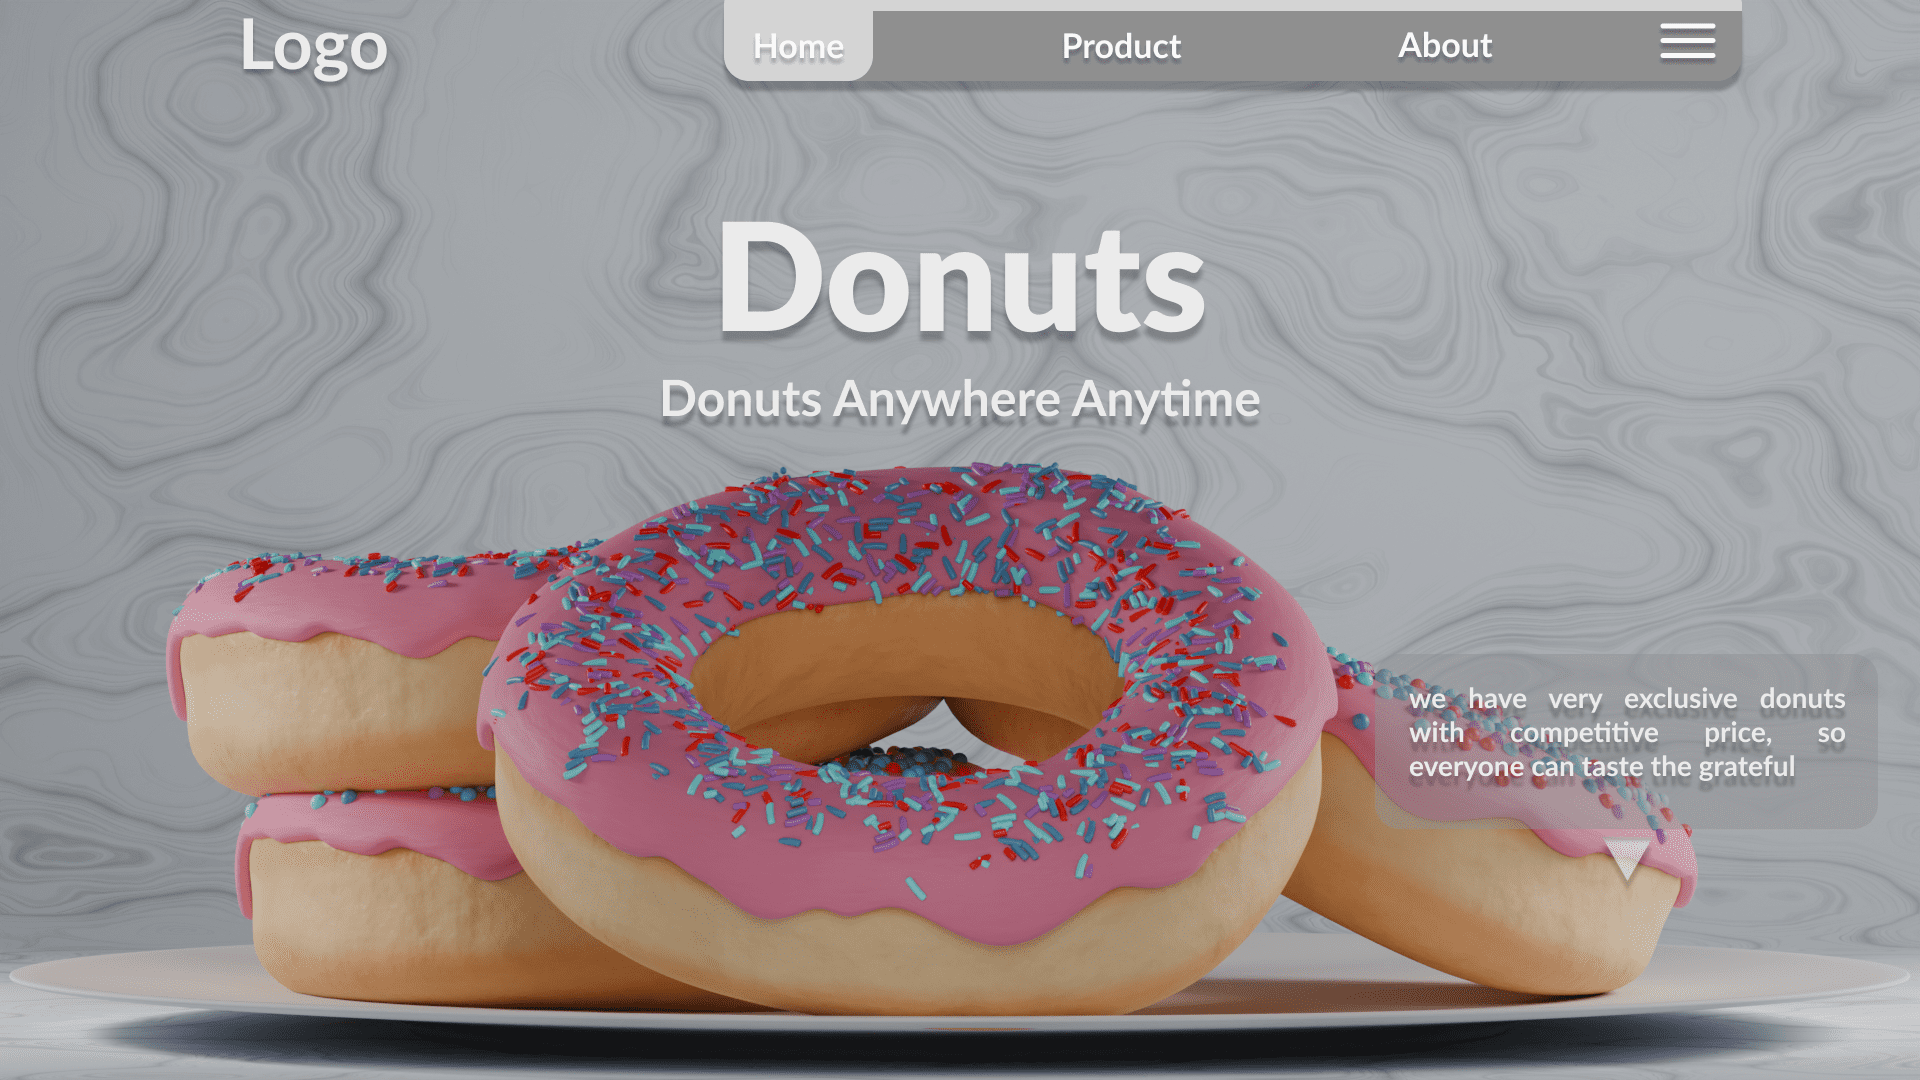 Logo
Home
Product
About
Donuts
Donuts Anywhere Anytime
we have very exclusive donuts
with competitive price, so
everyone can taste the grateful